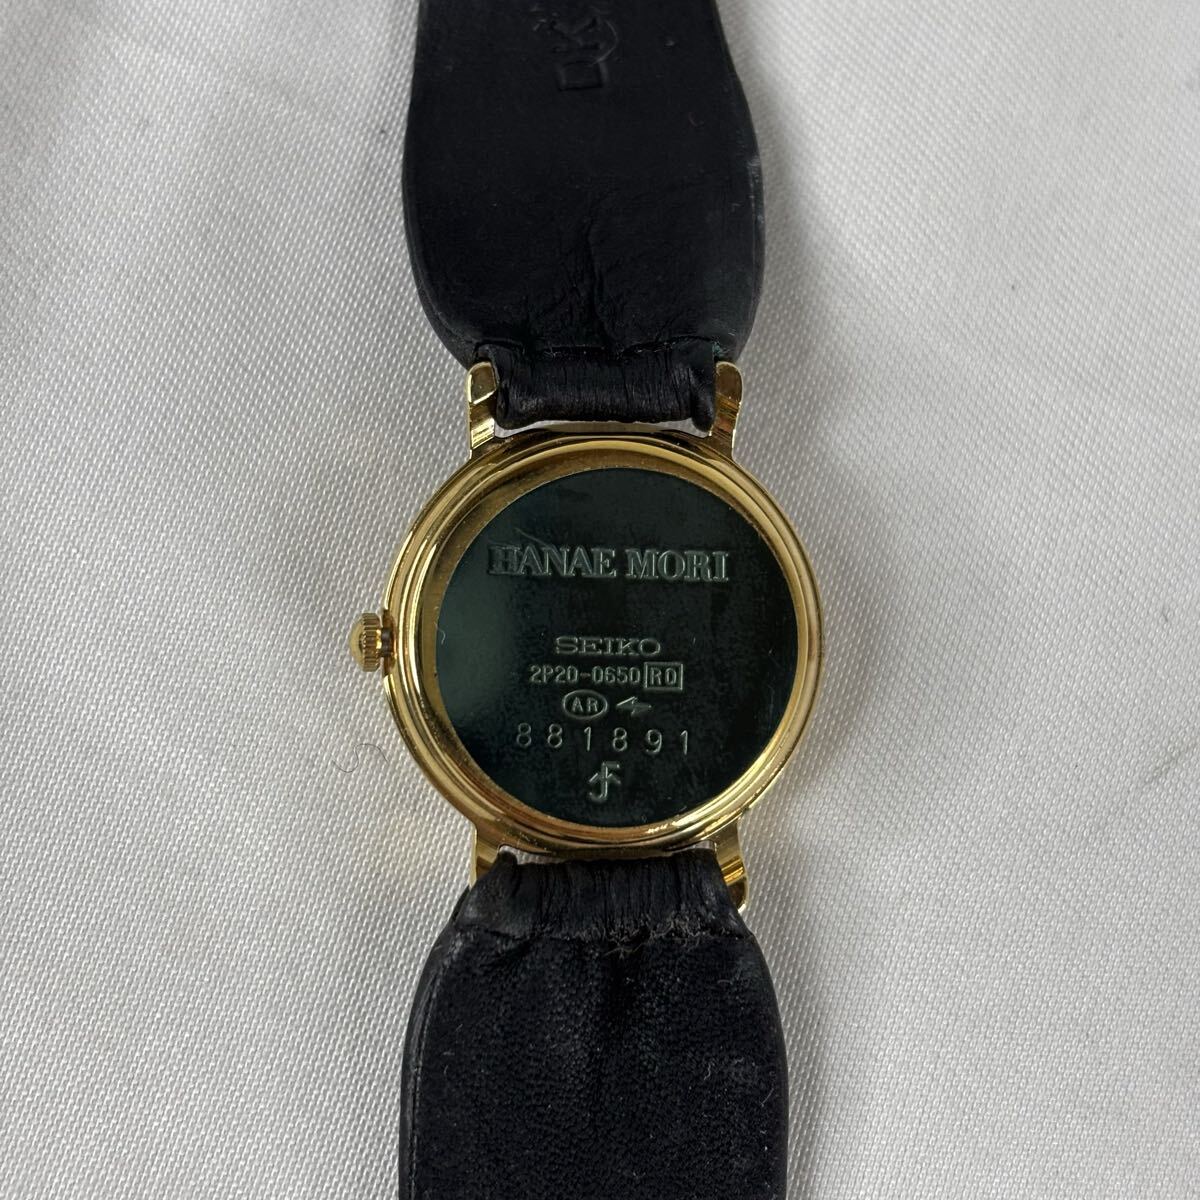 HANAE MORI
SEIKO
2P20-0650 RO
AR
881891